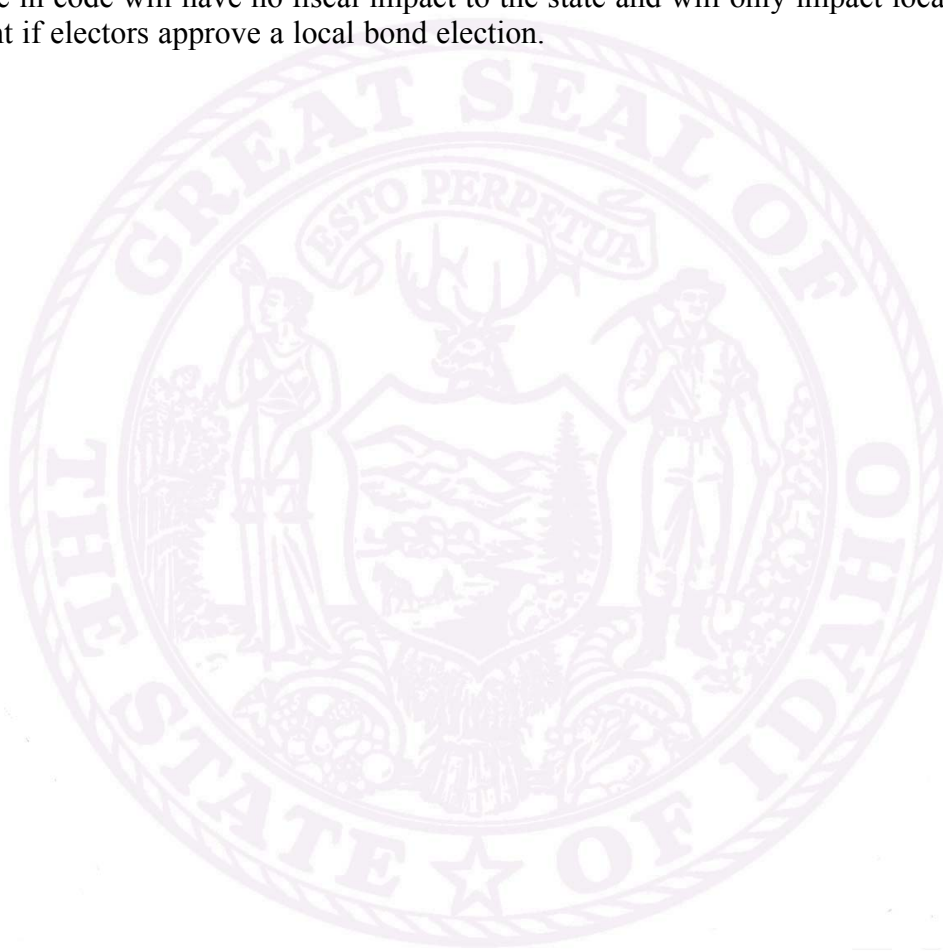 e in code will have no fiscal impact to the state and will only impact loca
t if electors approve a local bond election.
GREAT SEAL OF
ESTO PERPETUA
THE STATE OF IDAHO